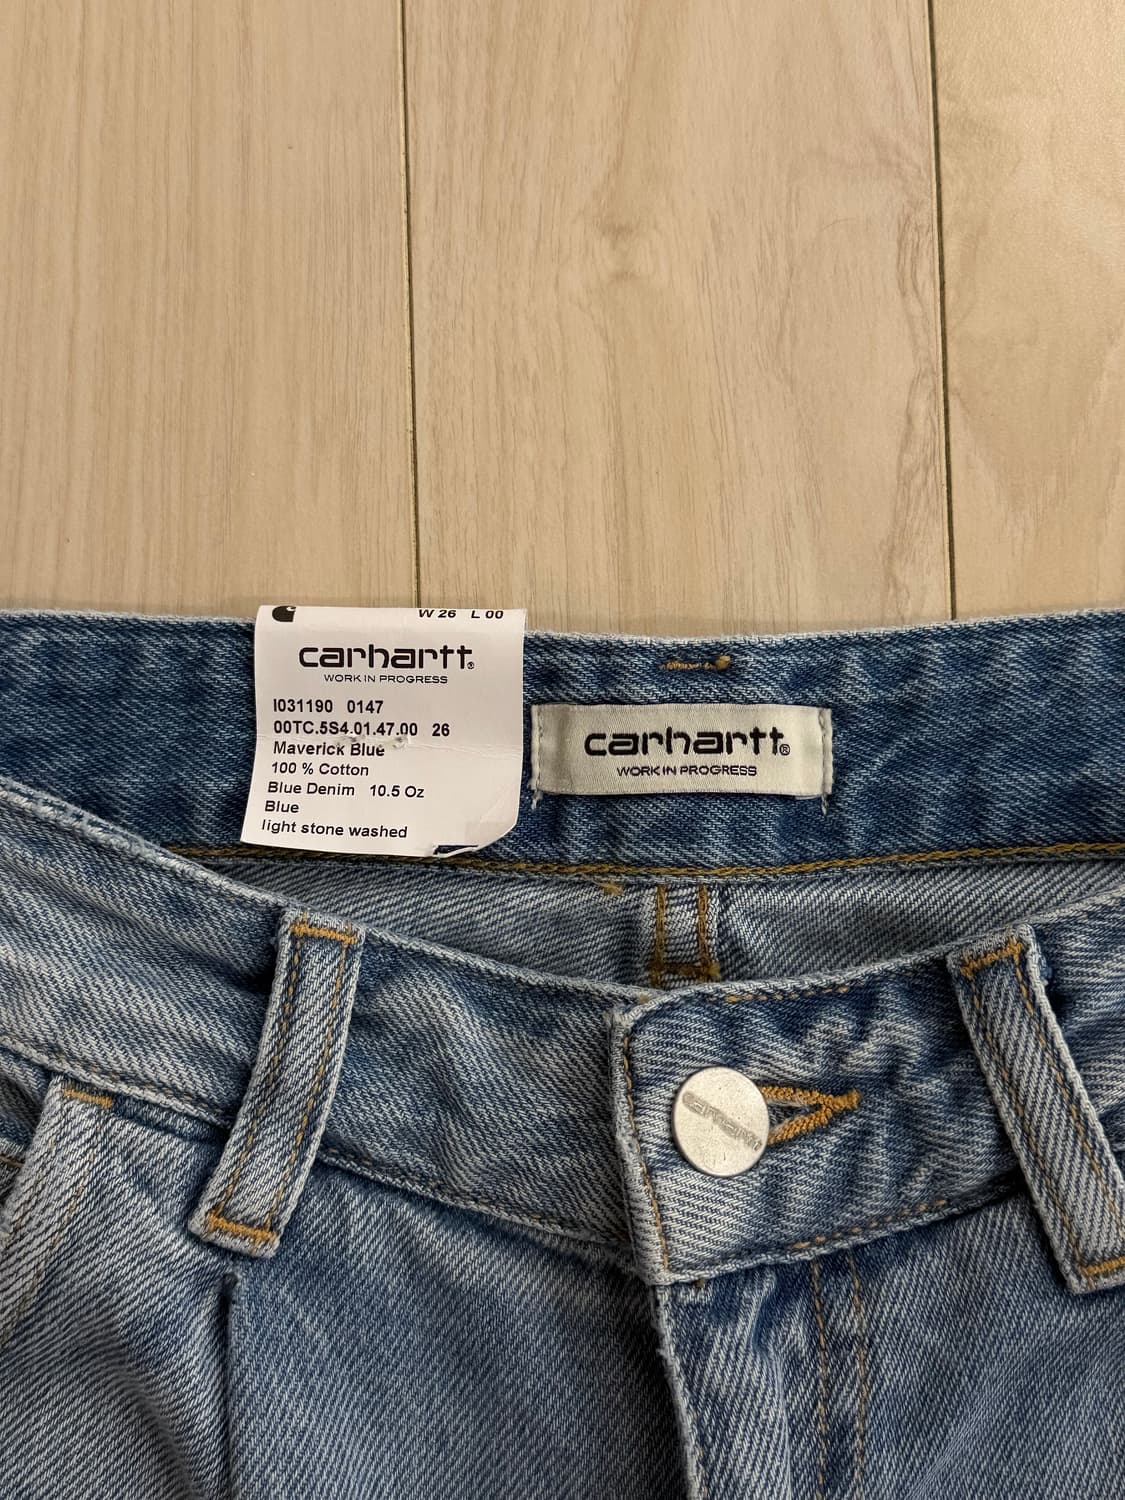 W 26 L 00
carhartt®
WORK IN PROGRESS
I031190 0147
00TC.5S4.01.47.00 26
Maverick Blue
100 % Cotton
Blue Denim 10.5 Oz
Blue
light stone washed
carhartt®
WORK IN PROGRESS
carhartt